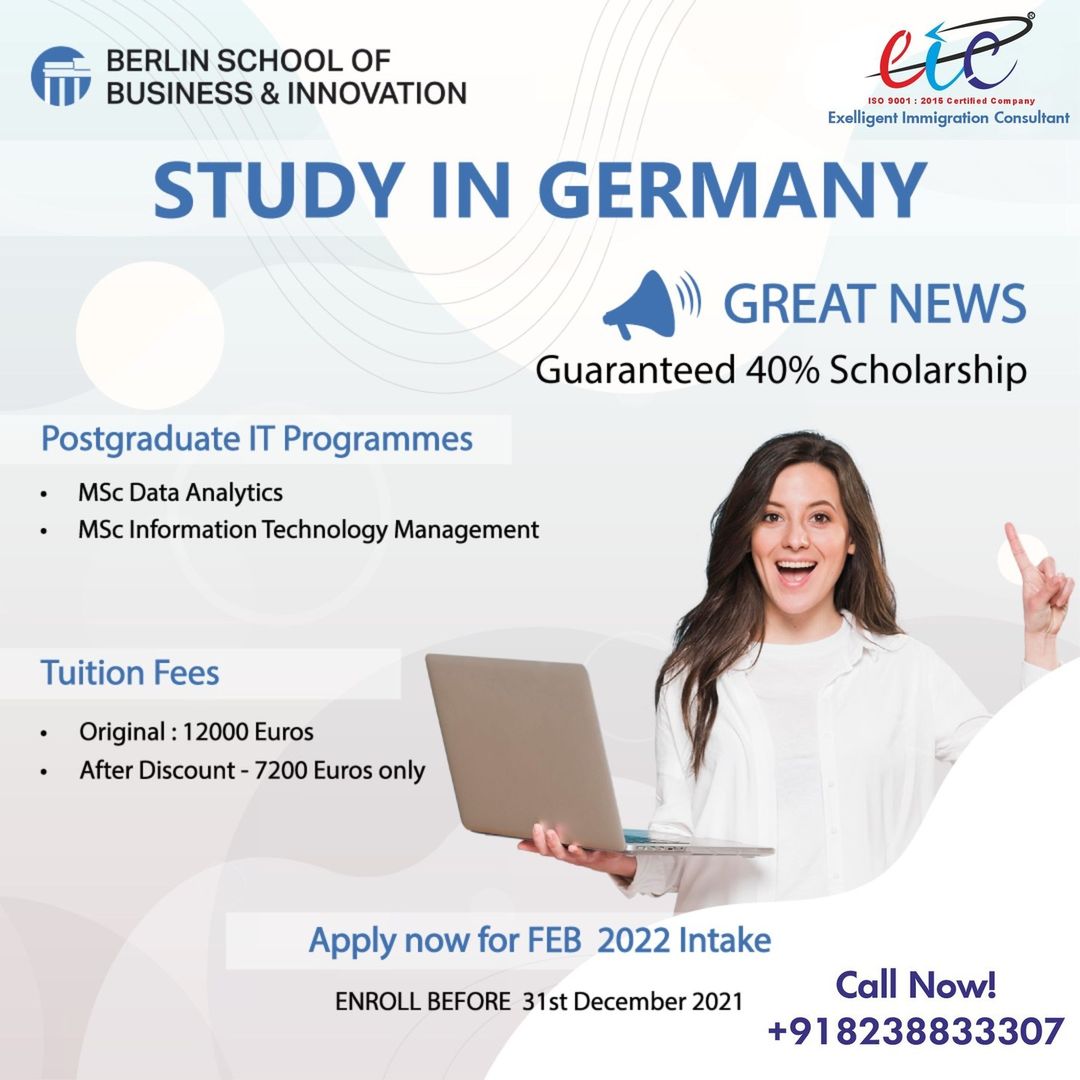 BERLIN SCHOOL OF
BUSINESS & INNOVATION
eic®
ISO 9001 : 2015 Certified Company
Exelligent Immigration Consultant
STUDY IN GERMANY
GREAT NEWS
Guaranteed 40% Scholarship
Postgraduate IT Programmes
• MSc Data Analytics
• MSc Information Technology Management
Tuition Fees
• Original : 12000 Euros
• After Discount - 7200 Euros only
Apply now for FEB 2022 Intake
ENROLL BEFORE 31st December 2021
Call Now!
+918238833307